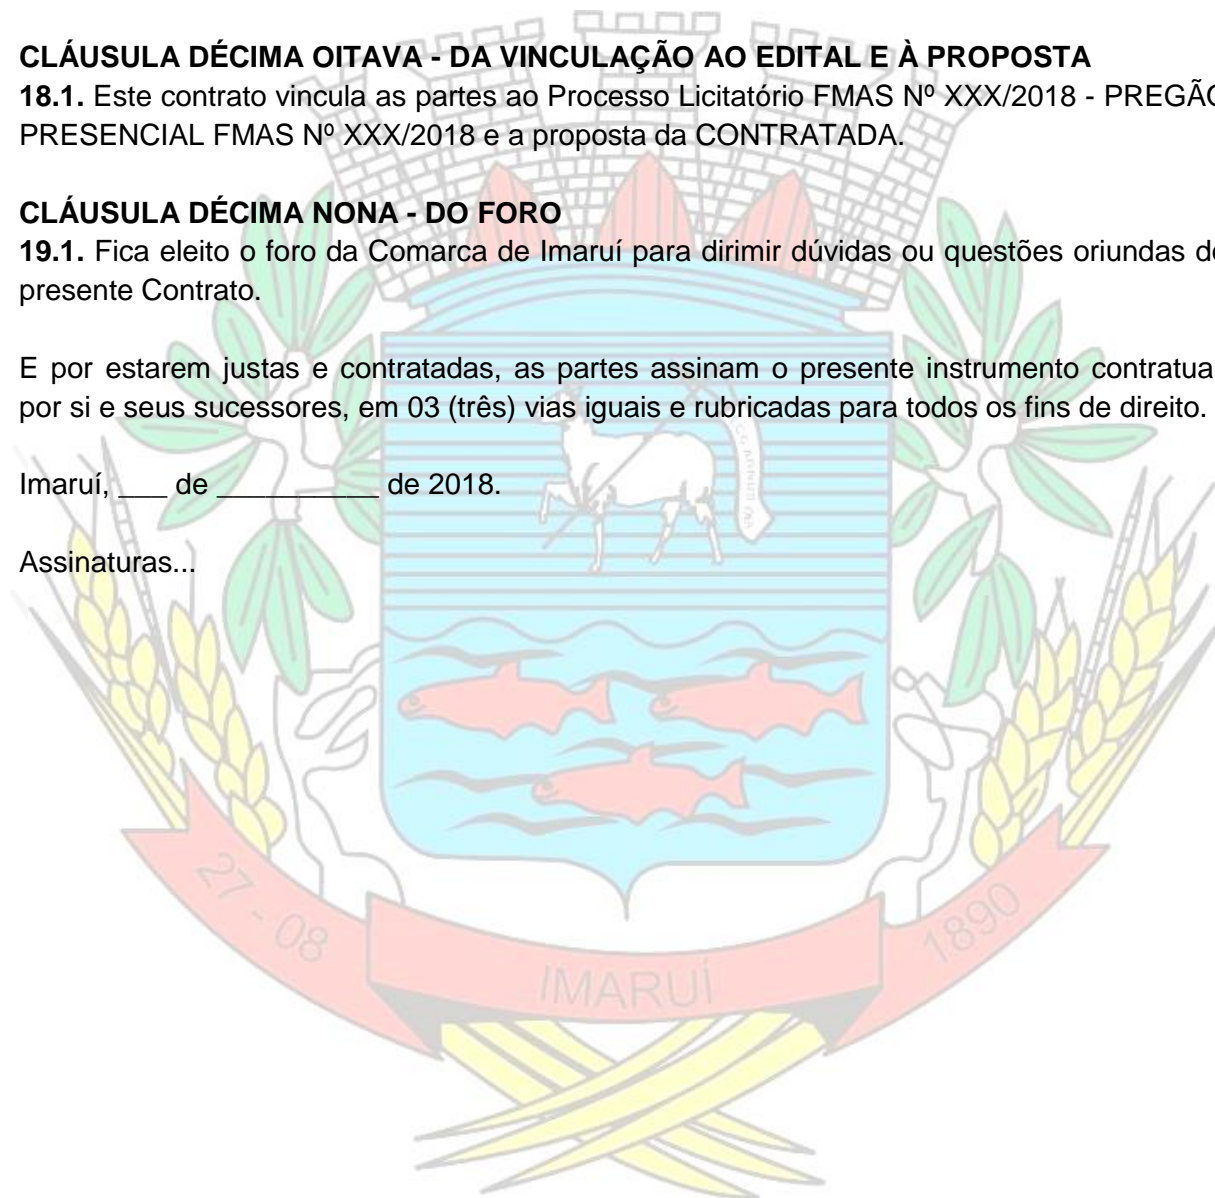 CLÁUSULA DÉCIMA OITAVA - DA VINCULAÇÃO AO EDITAL E À PROPOSTA
18.1. Este contrato vincula as partes ao Processo Licitatório FMAS Nº XXX/2018 - PREGÃO
PRESENCIAL FMAS Nº XXX/2018 e a proposta da CONTRATADA.
CLÁUSULA DÉCIMA NONA - DO FORO
19.1. Fica eleito o foro da Comarca de Imaruí para dirimir dúvidas ou questões oriundas do
presente Contrato.
E por estarem justas e contratadas, as partes assinam o presente instrumento contratua
por si e seus sucessores, em 03 (três) vias iguais e rubricadas para todos os fins de direito.
Imaruí, ___ de __________ de 2018.
Assinaturas...
27 - 08
IMARUÍ
1890